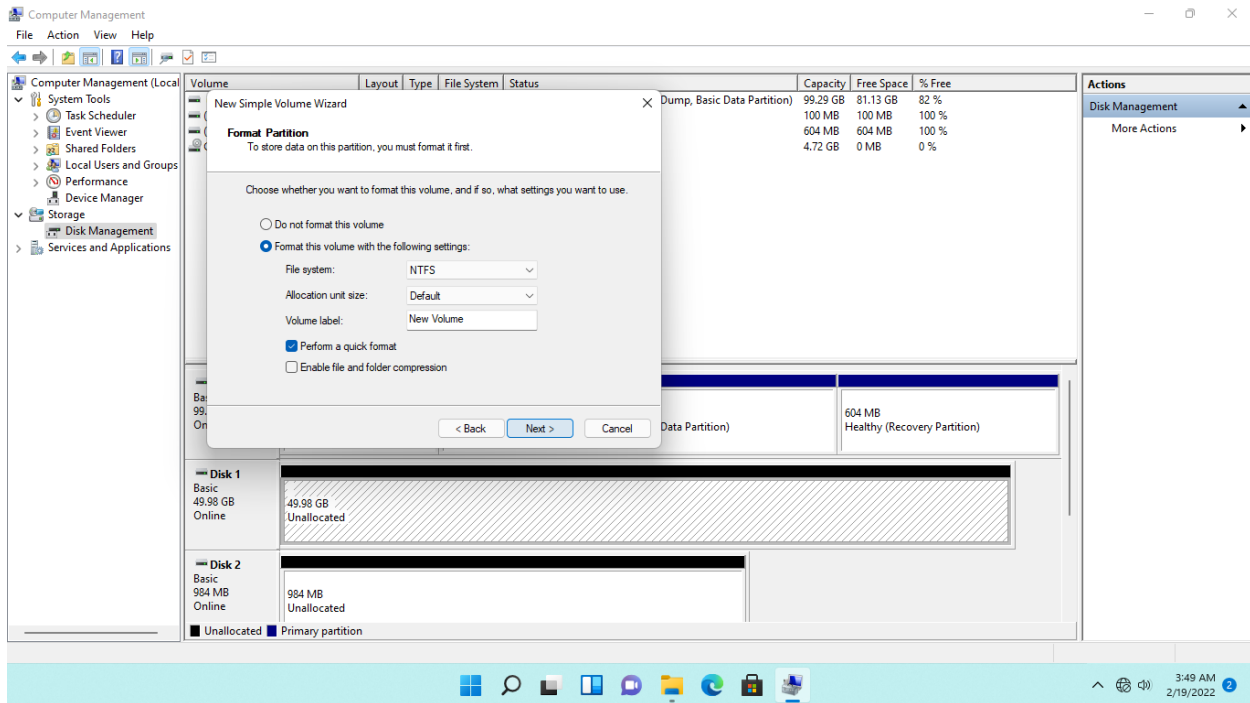 Computer Management
File Action View Help
Computer Management (Local
System Tools
Task Scheduler
Event Viewer
Shared Folders
Local Users and Groups
Performance
Device Manager
Storage
Disk Management
Services and Applications
Volume Layout Type File System Status Capacity Free Space % Free
Dump, Basic Data Partition) 99.29 GB 81.13 GB 82 %
100 MB 100 MB 100 %
604 MB 604 MB 100 %
4.72 GB 0 MB 0 %
New Simple Volume Wizard
Format Partition
To store data on this partition, you must format it first.
Choose whether you want to format this volume, and if so, what settings you want to use.
Do not format this volume
Format this volume with the following settings:
File system: NTFS
Allocation unit size: Default
Volume label: New Volume
Perform a quick format
Enable file and folder compression
< Back Next > Cancel
Ba
99.
On
Data Partition)
604 MB
Healthy (Recovery Partition)
Disk 1
Basic
49.98 GB
Online
49.98 GB
Unallocated
Disk 2
Basic
984 MB
Online
984 MB
Unallocated
Unallocated Primary partition
Actions
Disk Management
More Actions
3:49 AM
2/19/2022
2